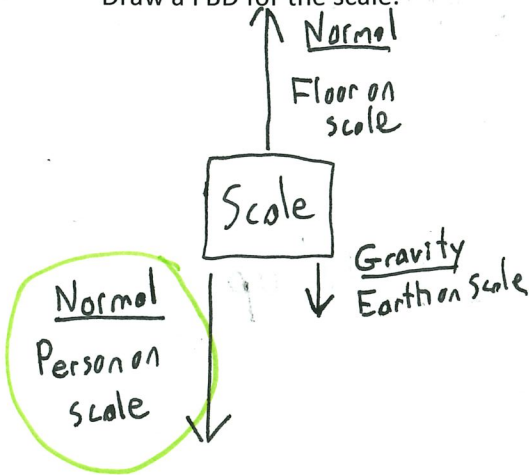 Draw a FBD for the scale.
Normal
Floor on
scale
Scale
Gravity
Earth on Scale
Normal
Person on
scale